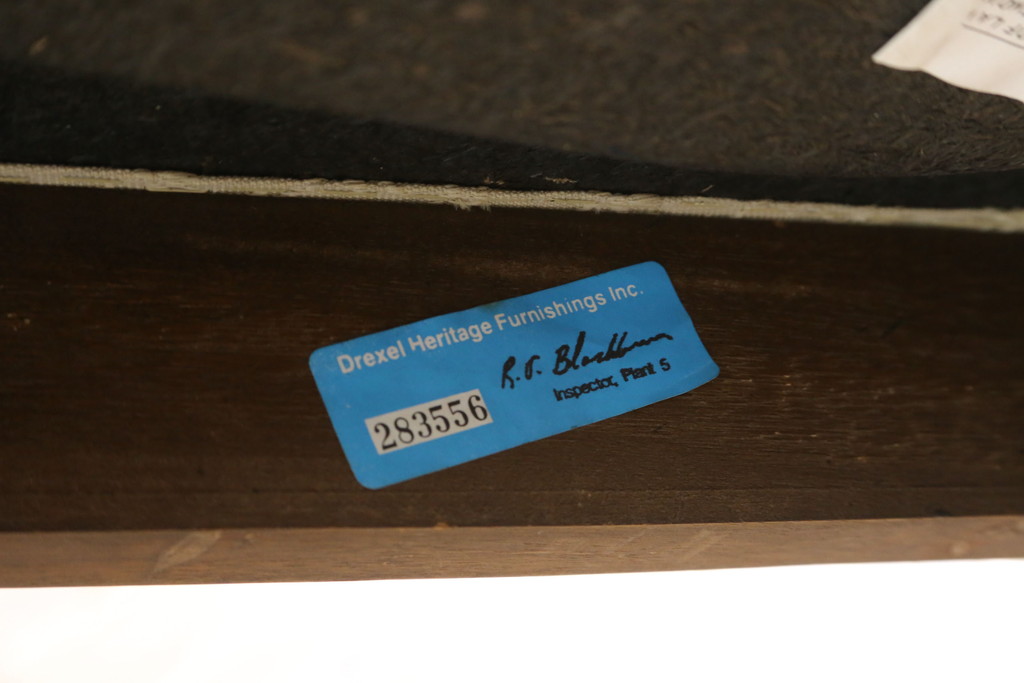 Drexel Heritage Furnishings Inc.
R.T. Blackburn
Inspector, Plant 5
283556